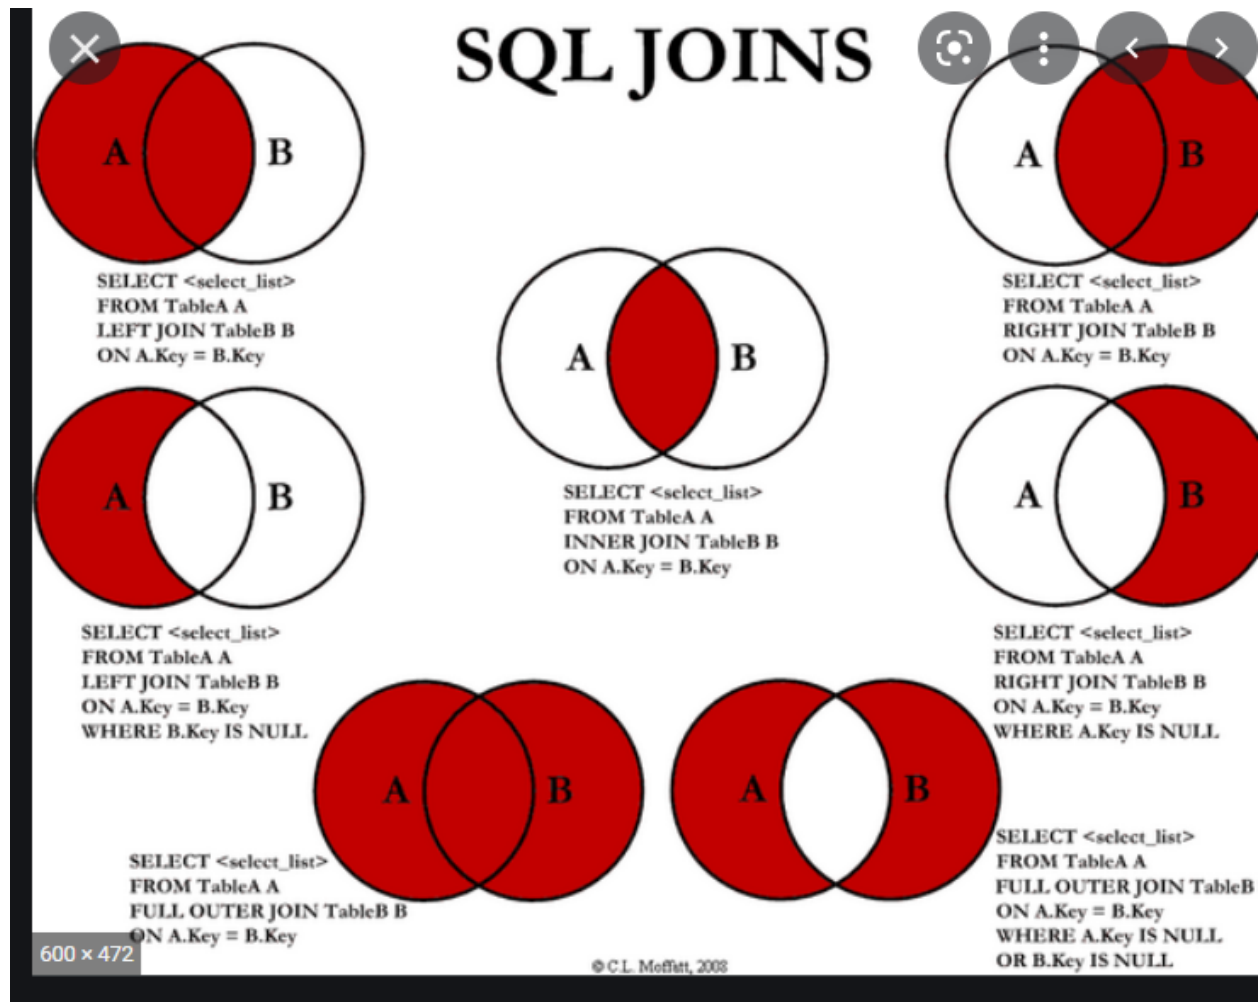 SQL JOINS
A B
SELECT <select_list>
FROM TableA A
LEFT JOIN TableB B
ON A.Key = B.Key
A B
SELECT <select_list>
FROM TableA A
RIGHT JOIN TableB B
ON A.Key = B.Key
A B
SELECT <select_list>
FROM TableA A
INNER JOIN TableB B
ON A.Key = B.Key
A B
SELECT <select_list>
FROM TableA A
LEFT JOIN TableB B
ON A.Key = B.Key
WHERE B.Key IS NULL
A B
SELECT <select_list>
FROM TableA A
RIGHT JOIN TableB B
ON A.Key = B.Key
WHERE A.Key IS NULL
A B
SELECT <select_list>
FROM TableA A
FULL OUTER JOIN TableB B
ON A.Key = B.Key
A B
SELECT <select_list>
FROM TableA A
FULL OUTER JOIN TableB
ON A.Key = B.Key
WHERE A.Key IS NULL
OR B.Key IS NULL
600 × 472
© C.L. Moffatt, 2008